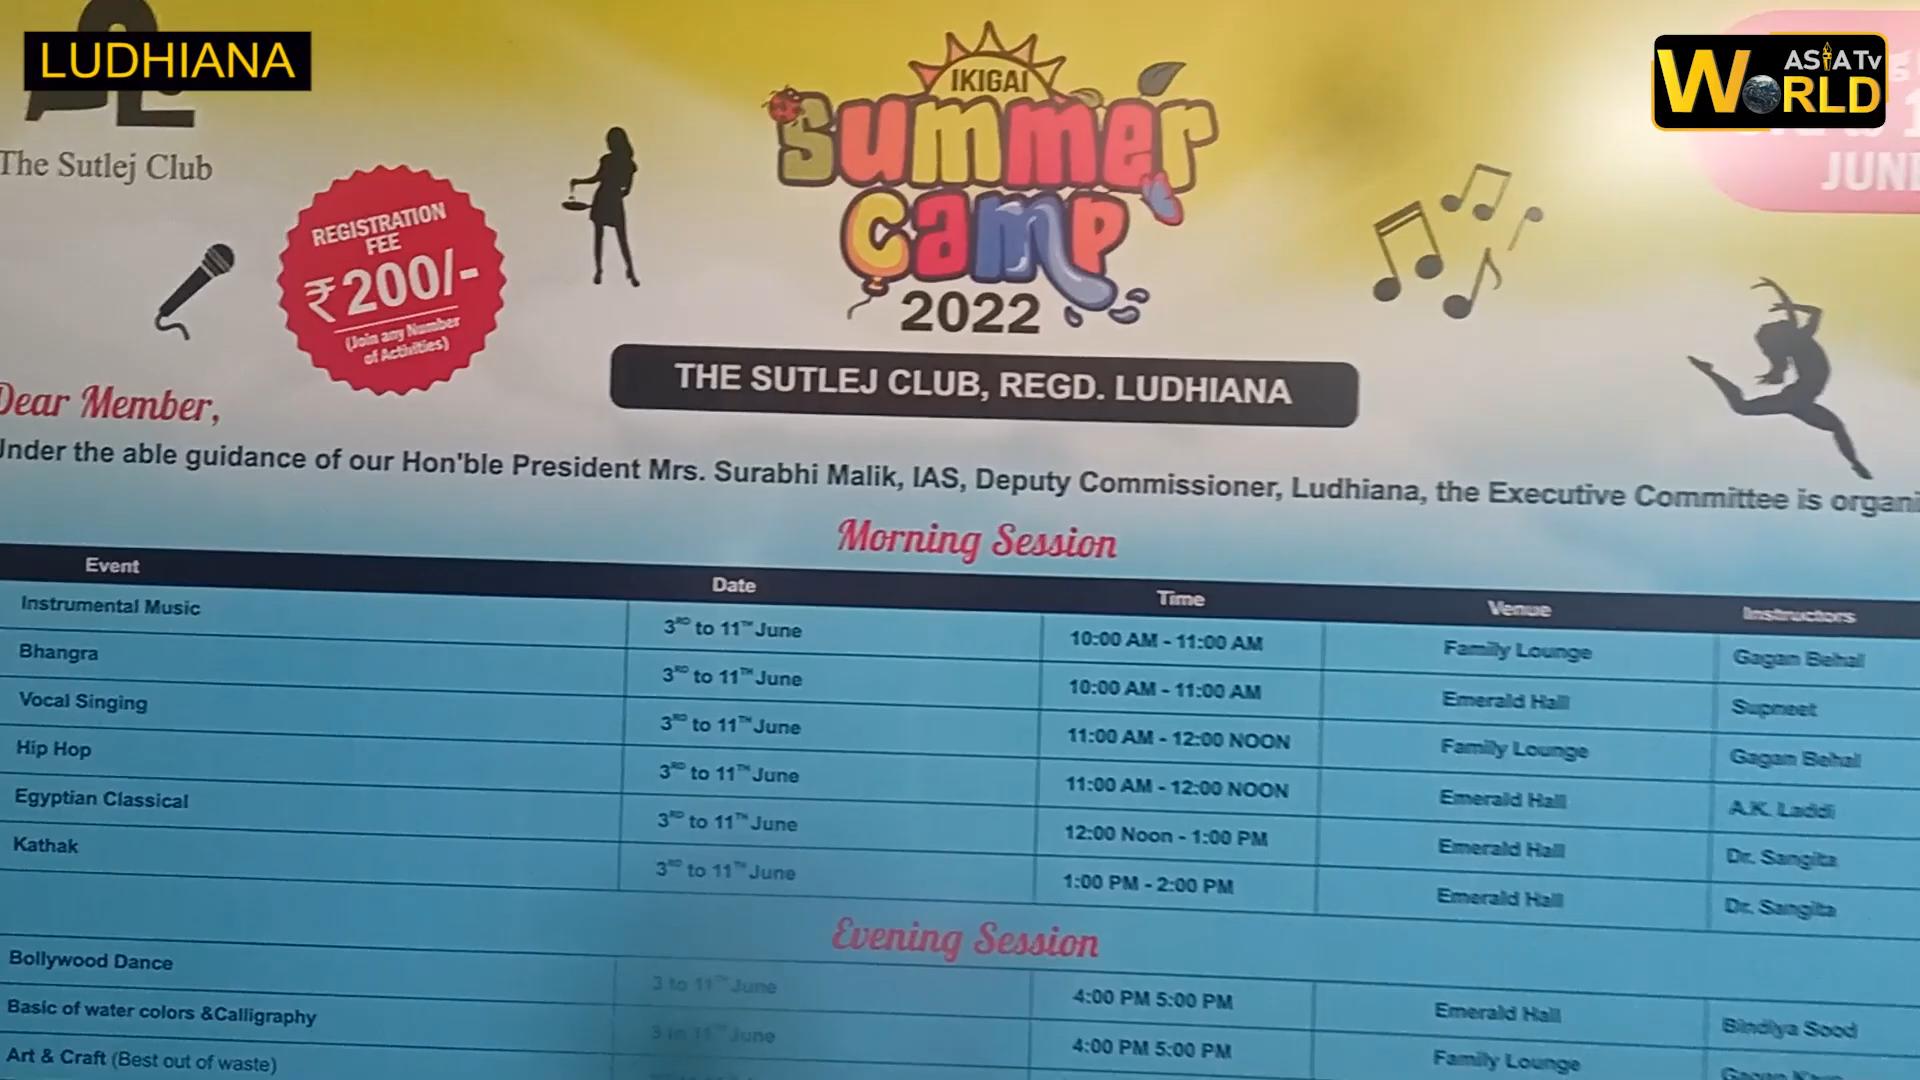 LUDHIANA
WORLD
ASIA Tv
JUN
The Sutlej Club
IKIGAI
Summer
Camp
2022
REGISTRATION
FEE
₹200/-
(Join any Number
of Activities)
THE SUTLEJ CLUB, REGD. LUDHIANA
Dear Member,
Under the able guidance of our Hon'ble President Mrs. Surabhi Malik, IAS, Deputy Commissioner, Ludhiana, the Executive Committee is organi
Morning Session
Event Date Time Venue Instructors
Instrumental Music 3RD to 11TH June 10:00 AM - 11:00 AM Family Lounge Gagan Behal
Bhangra 3RD to 11TH June 10:00 AM - 11:00 AM Emerald Hall Supneet
Vocal Singing 3RD to 11TH June 11:00 AM - 12:00 NOON Family Lounge Gagan Behal
Hip Hop 3RD to 11TH June 11:00 AM - 12:00 NOON Emerald Hall A.K. Laddi
Egyptian Classical 3RD to 11TH June 12:00 Noon - 1:00 PM Emerald Hall Dr. Sangita
Kathak 3RD to 11TH June 1:00 PM - 2:00 PM Emerald Hall Dr. Sangita
Evening Session
Bollywood Dance 3 to 11TH June 4:00 PM 5:00 PM Emerald Hall Bindiya Sood
Basic of water colors &Calligraphy 3 to 11TH June 4:00 PM 5:00 PM Family Lounge Gagan
Art & Craft (Best out of waste)